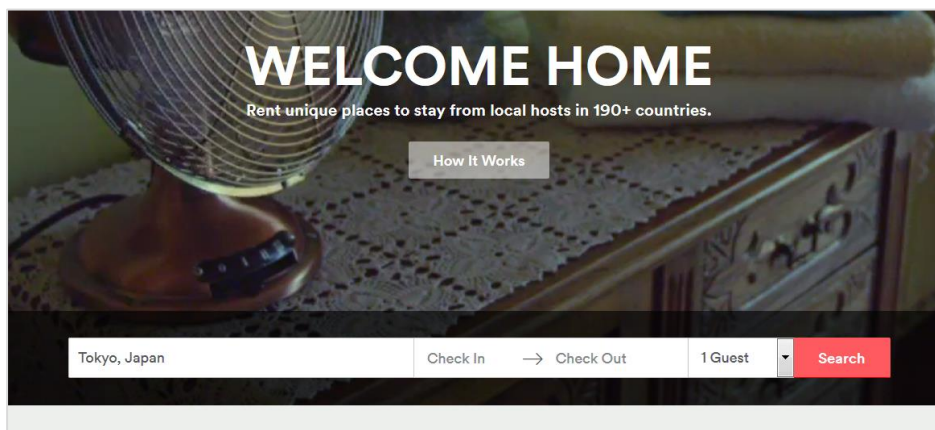 WELCOME HOME
Rent unique places to stay from local hosts in 190+ countries.
How It Works
Tokyo, Japan Check In → Check Out 1 Guest Search